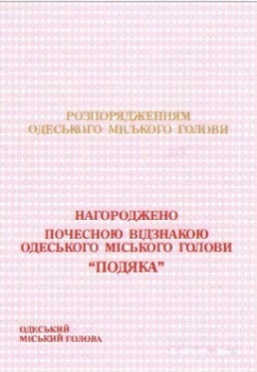 РОЗПОРЯДЖЕННЯМ
ОДЕСЬКОГО МІСЬКОГО ГОЛОВИ
НАГОРОДЖЕНО
ПОЧЕСНОЮ ВІДЗНАКОЮ
ОДЕСЬКОГО МІСЬКОГО ГОЛОВИ
“ПОДЯКА”
ОДЕСЬКИЙ
МІСЬКИЙ ГОЛОВА